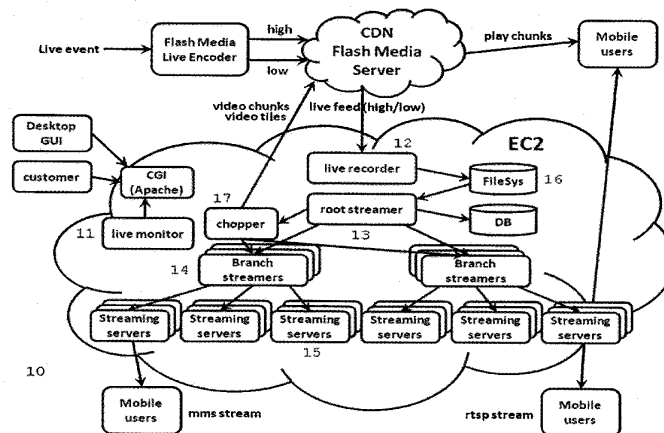 Live event
Flash Media
Live Encoder
high
low
CDN
Flash Media
Server
play chunks
Mobile
users
video chunks
video tiles
live feed (high/low)
Desktop
GUI
customer
CGI
(Apache)
12
EC2
live recorder
FileSys
16
17
chopper
root streamer
DB
11
live monitor
13
14
Branch
streamers
Branch
streamers
Streaming
servers
Streaming
servers
Streaming
servers
Streaming
servers
Streaming
servers
Streaming
servers
15
10
Mobile
users
mms stream
rtsp stream
Mobile
users